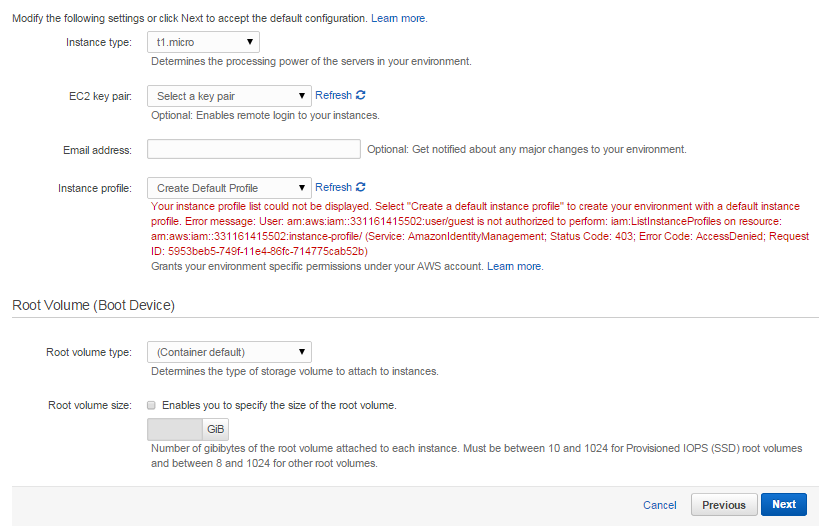 Modify the following settings or click Next to accept the default configuration. Learn more.
Instance type: t1.micro
Determines the processing power of the servers in your environment.
EC2 key pair: Select a key pair Refresh
Optional: Enables remote login to your instances.
Email address: Optional: Get notified about any major changes to your environment.
Instance profile: Create Default Profile Refresh
Your instance profile list could not be displayed. Select "Create a default instance profile" to create your environment with a default instance
profile. Error message: User: arn:aws:iam::331161415502:user/guest is not authorized to perform: iam:ListInstanceProfiles on resource:
arn:aws:iam::331161415502:instance-profile/ (Service: AmazonIdentityManagement; Status Code: 403; Error Code: AccessDenied; Request
ID: 5953beb5-749f-11e4-86fc-714775cab52b)
Grants your environment specific permissions under your AWS account. Learn more.
Root Volume (Boot Device)
Root volume type: (Container default)
Determines the type of storage volume to attach to instances.
Root volume size: Enables you to specify the size of the root volume.
GiB
Number of gibibytes of the root volume attached to each instance. Must be between 10 and 1024 for Provisioned IOPS (SSD) root volumes
and between 8 and 1024 for other root volumes.
Cancel Previous Next